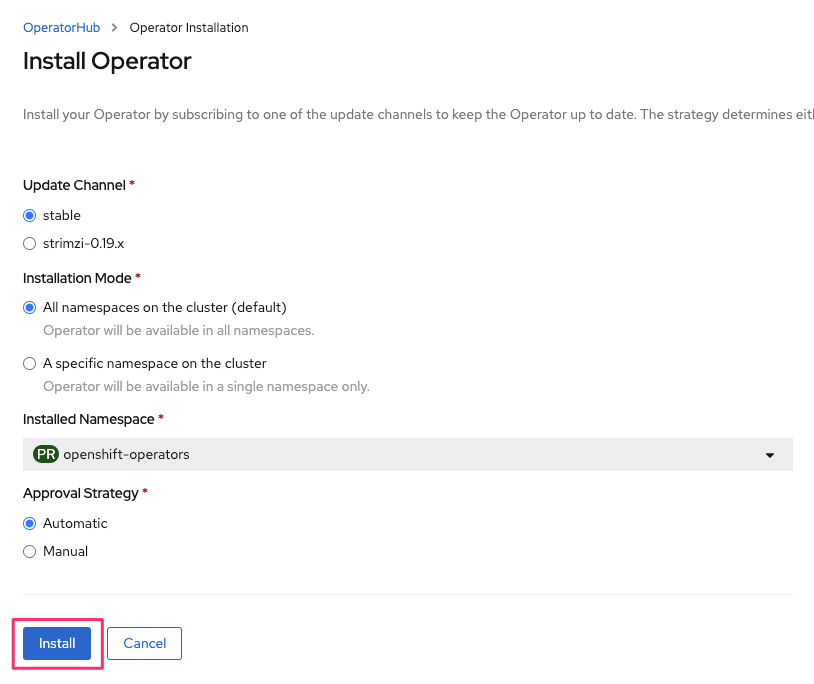 OperatorHub > Operator Installation
Install Operator
Install your Operator by subscribing to one of the update channels to keep the Operator up to date. The strategy determines eit
Update Channel *
stable
strimzi-0.19.x
Installation Mode *
All namespaces on the cluster (default)
Operator will be available in all namespaces.
A specific namespace on the cluster
Operator will be available in a single namespace only.
Installed Namespace *
PR openshift-operators
Approval Strategy *
Automatic
Manual
Install Cancel